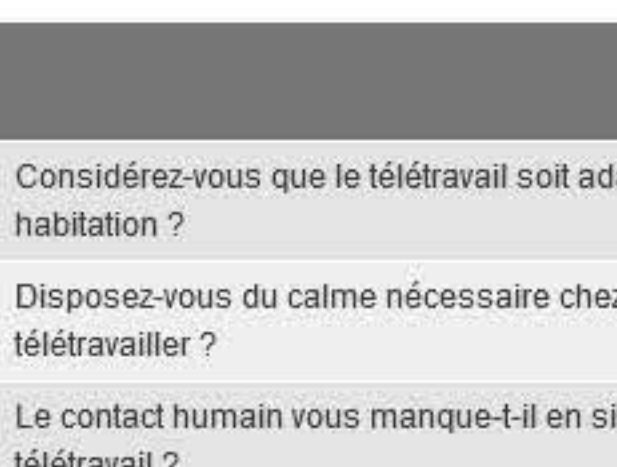 Considérez-vous que le télétravail soit ad
habitation ?
Disposez-vous du calme nécessaire chez
télétravailler ?
Le contact humain vous manque-t-il en si
télétravail ?